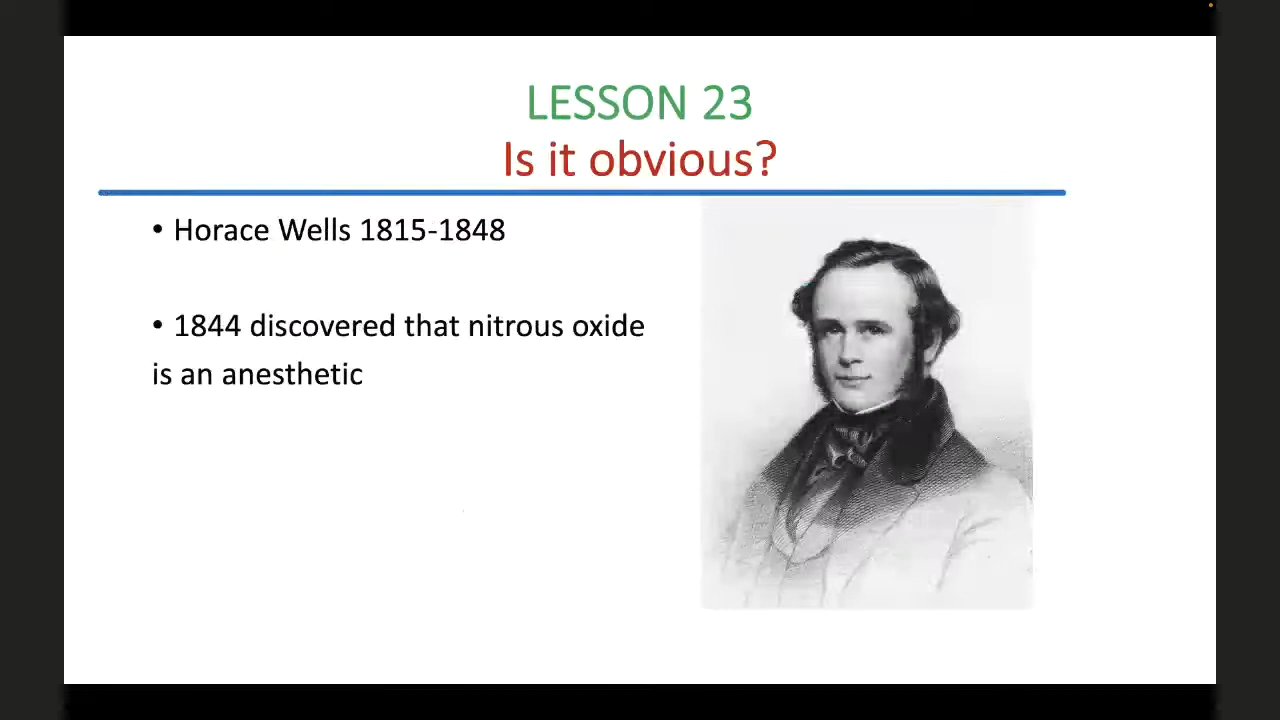 LESSON 23
Is it obvious?
• Horace Wells 1815-1848
• 1844 discovered that nitrous oxide
is an anesthetic